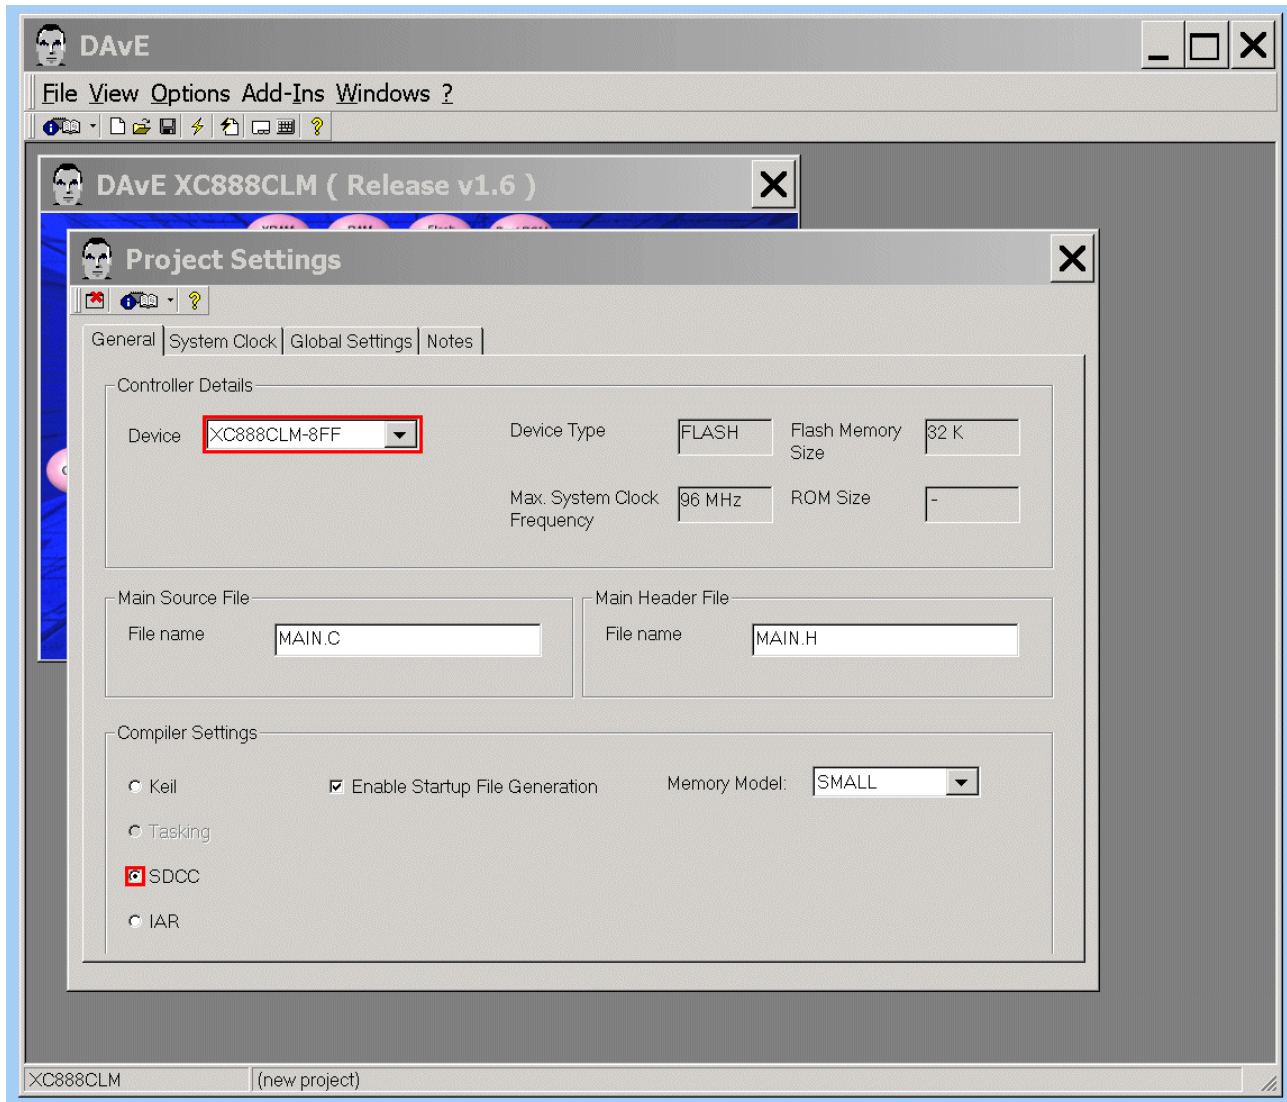 DAvE
File View Options Add-Ins Windows ?
DAvE XC888CLM ( Release v1.6 )
Project Settings
General System Clock Global Settings Notes
Controller Details
Device XC888CLM-8FF Device Type FLASH Flash Memory Size 32 K
Max. System Clock Frequency 96 MHz ROM Size -
Main Source File Main Header File
File name MAIN.C File name MAIN.H
Compiler Settings
Keil Enable Startup File Generation Memory Model: SMALL
Tasking
SDCC
IAR
XC888CLM (new project)